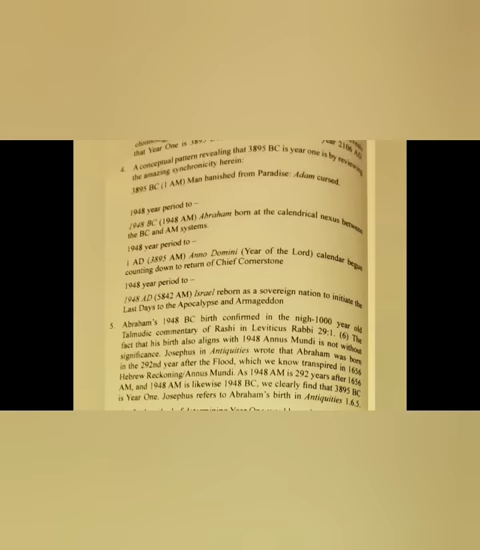 that Year One is 3895
year 2106 AD
4. A conceptual pattern revealing that 3895 BC is year one is by reviewing
the amazing synchronicity herein:
3895 BC (1 AM) Man banished from Paradise: Adam cursed.
1948 year period to –
1948 BC (1948 AM) Abraham born at the calendrical nexus between
the BC and AM systems.
1948 year period to –
1 AD (3895 AM) Anno Domini (Year of the Lord) calendar begun
counting down to return of Chief Cornerstone
1948 year period to –
1948 AD (5842 AM) Israel reborn as a sovereign nation to initiate the
Last Days to the Apocalypse and Armageddon
5. Abraham's 1948 BC birth confirmed in the nigh-1000 year old
Talmudic commentary of Rashi in Leviticus Rabbi 29:1. (6) The
fact that his birth also aligns with 1948 Annus Mundi is not without
significance. Josephus in Antiquities wrote that Abraham was born
in the 292nd year after the Flood, which we know transpired in 1656
Hebrew Reckoning/Annus Mundi. As 1948 AM is 292 years after 1656
AM, and 1948 AM is likewise 1948 BC, we clearly find that 3895 BC
is Year One. Josephus refers to Abraham's birth in Antiquities 1.6.5.